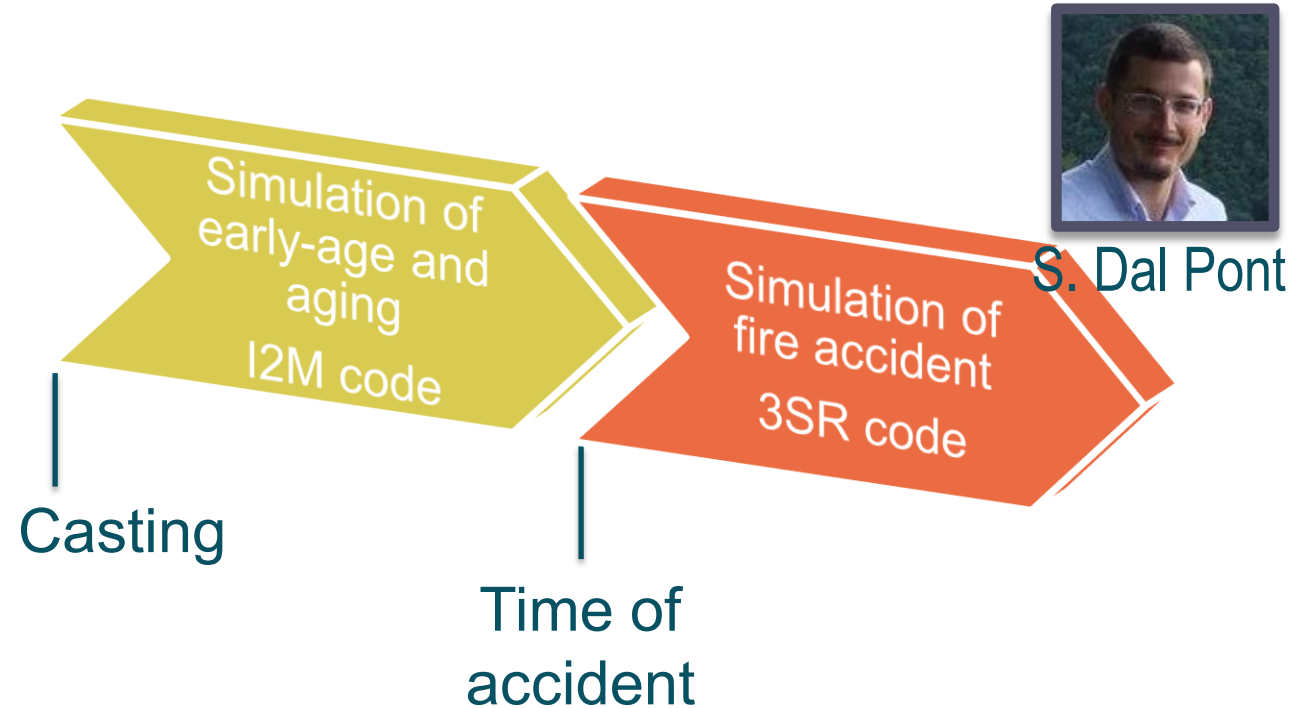 Simulation of
early-age and
aging
I2M code
Simulation of
fire accident
3SR code
S. Dal Pont
Casting
Time of
accident